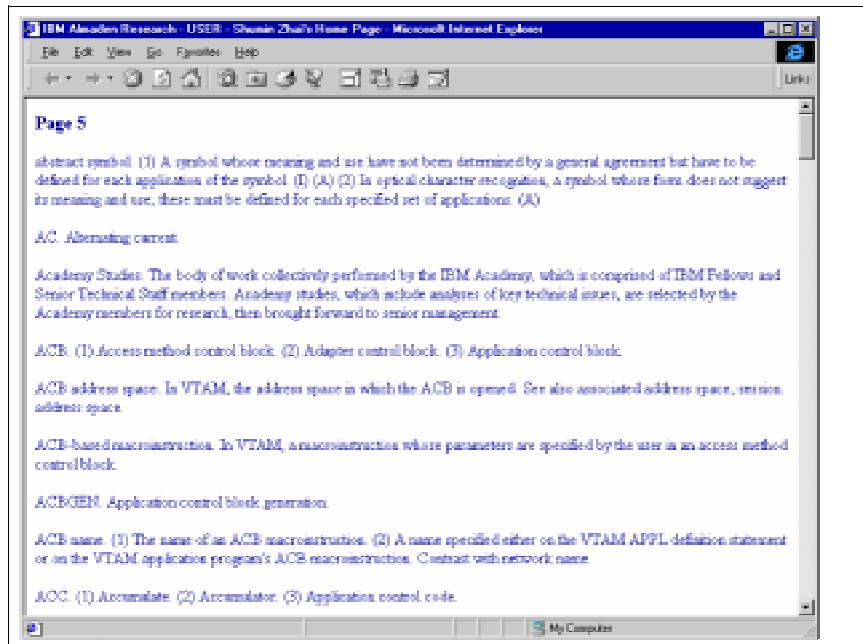 IBM Almaden Research - USER - Shumin Zhai's Home Page - Microsoft Internet Explorer
File Edit View Go Favorites Help
Links
Page 5
abstract symbol. (1) A symbol whose meaning and use have not been determined by a general agreement but have to be
defined for each application of the symbol. (I) (A) (2) In optical character recognition, a symbol whose form does not suggest
its meaning and use, these must be defined for each specified set of applications. (A)
AC. Alternating current.
Academy Studies. The body of work collectively performed by the IBM Academy, which is comprised of IBM Fellows and
Senior Technical Staff members. Academy studies, which include analyses of key technical issues, are selected by the
Academy members for research, then brought forward to senior management.
ACB. (1) Access method control block. (2) Adapter control block. (3) Application control block.
ACB address space. In VTAM, the address space in which the ACB is opened. See also associated address space, session
address space.
ACB-based macroinstruction. In VTAM, a macroinstruction whose parameters are specified by the user in an access method
control block.
ACBGEN. Application control block generation.
ACB name. (1) The name of an ACB macroinstruction. (2) A name specified either on the VTAM APPL definition statement
or on the VTAM application program's ACB macroinstruction. Contrast with network name.
ACC. (1) Accumulate. (2) Accumulator. (3) Application control code.
My Computer